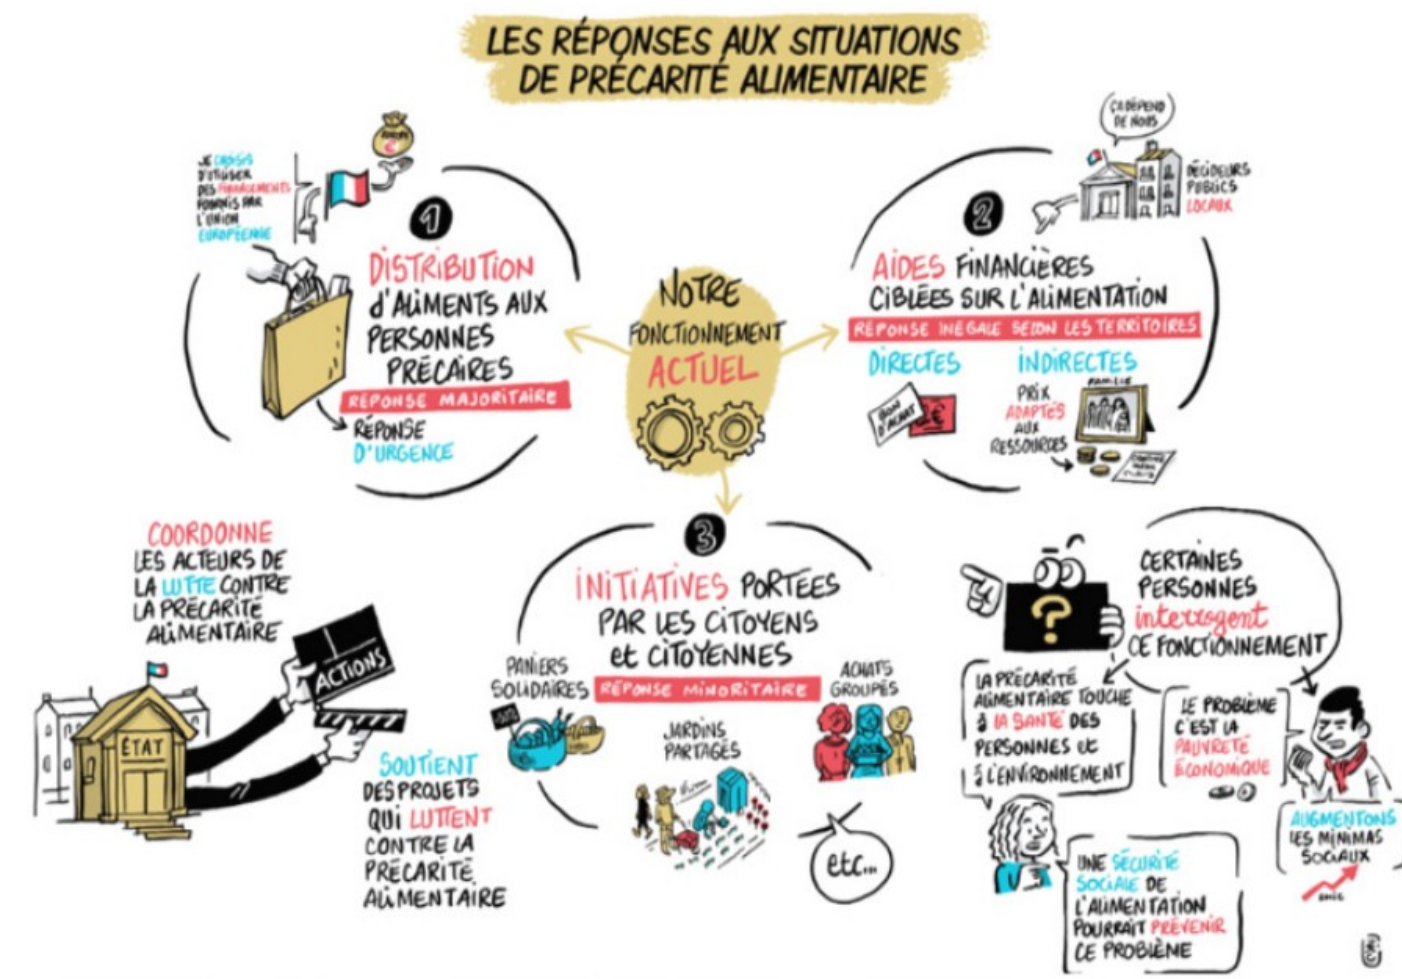 LES RÉPONSES AUX SITUATIONS
DE PRÉCARITÉ ALIMENTAIRE
JE CHOISIS
D'UTILISER
DES FINANCEMENTS
FOURNIS PAR
L'UNION
EUROPÉENNE
EUROPE
€
1
DISTRIBUTION
d'ALIMENTS AUX
PERSONNES
PRÉCAIRES
RÉPONSE MAJORITAIRE
RÉPONSE
D'URGENCE
NOTRE
FONCTIONNEMENT
ACTUEL
ÇA DÉPEND
DE NOUS
DÉCIDEURS
PUBLICS
LOCAUX
2
AIDES FINANCIÈRES
CIBLÉES SUR L'ALIMENTATION
RÉPONSE INÉGALE SELON LES TERRITOIRES
DIRECTES
BON
D'ACHAT
€
INDIRECTES
PRIX
ADAPTÉS
AUX
RESSOURCES
FAMILLE
3
INITIATIVES PORTÉES
PAR LES CITOYENS
et CITOYENNES
RÉPONSE MINORITAIRE
PANIERS
SOLIDAIRES
JARDINS
PARTAGÉS
ACHATS
GROUPÉS
etc...
COORDONNE
LES ACTEURS DE
LA LUTTE CONTRE
LA PRÉCARITÉ
ALIMENTAIRE
ACTIONS
ÉTAT
SOUTIENT
DES PROJETS
QUI LUTTENT
CONTRE LA
PRÉCARITÉ
ALIMENTAIRE
?
CERTAINES
PERSONNES
interrogent
CE FONCTIONNEMENT
LA PRÉCARITÉ
ALIMENTAIRE TOUCHE
à LA SANTÉ DES
PERSONNES et
à L'ENVIRONNEMENT
UNE SÉCURITÉ
SOCIALE DE
L'ALIMENTATION
POURRAIT PRÉVENIR
CE PROBLÈME
LE PROBLÈME
C'EST LA
PAUVRETÉ
ÉCONOMIQUE
AUGMENTONS
LES MINIMAS
SOCIAUX